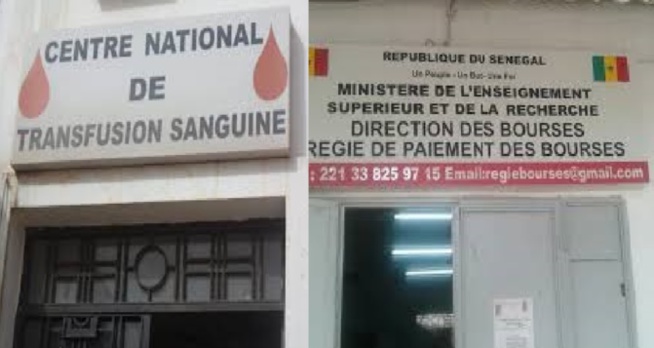 CENTRE NATIONAL
DE
TRANSFUSION SANGUINE
REPUBLIQUE DU SENEGAL
Un Peuple - Un But - Une Foi
MINISTERE DE L'ENSEIGNEMENT
SUPERIEUR ET DE LA RECHERCHE
DIRECTION DES BOURSES
REGIE DE PAIEMENT DES BOURSES
: 221 33 825 97 15 Email:regiebourses@gmail.com